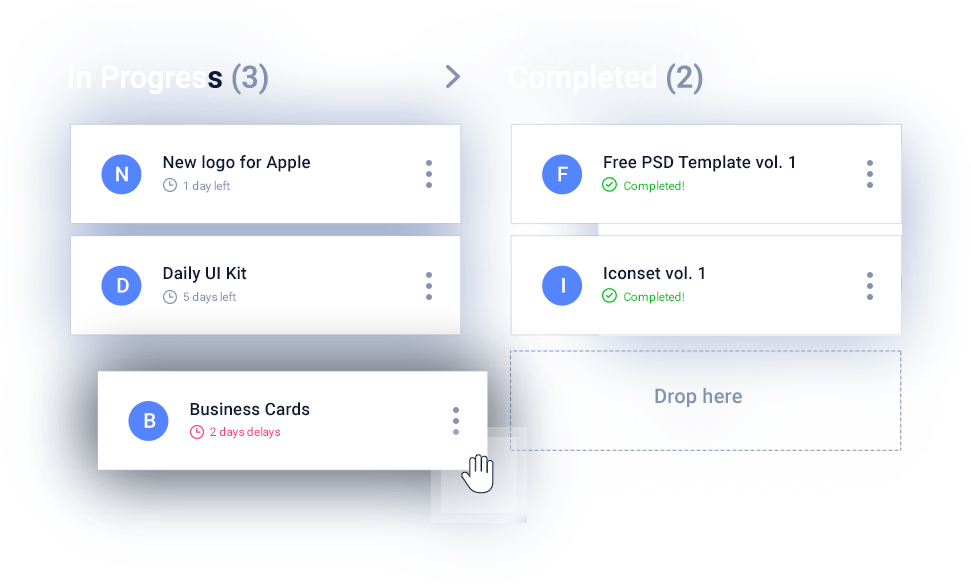 In Progress (3)
N
New logo for Apple
1 day left
D
Daily UI Kit
5 days left
B
Business Cards
2 days delays
Completed (2)
F
Free PSD Template vol. 1
Completed!
I
Iconset vol. 1
Completed!
Drop here